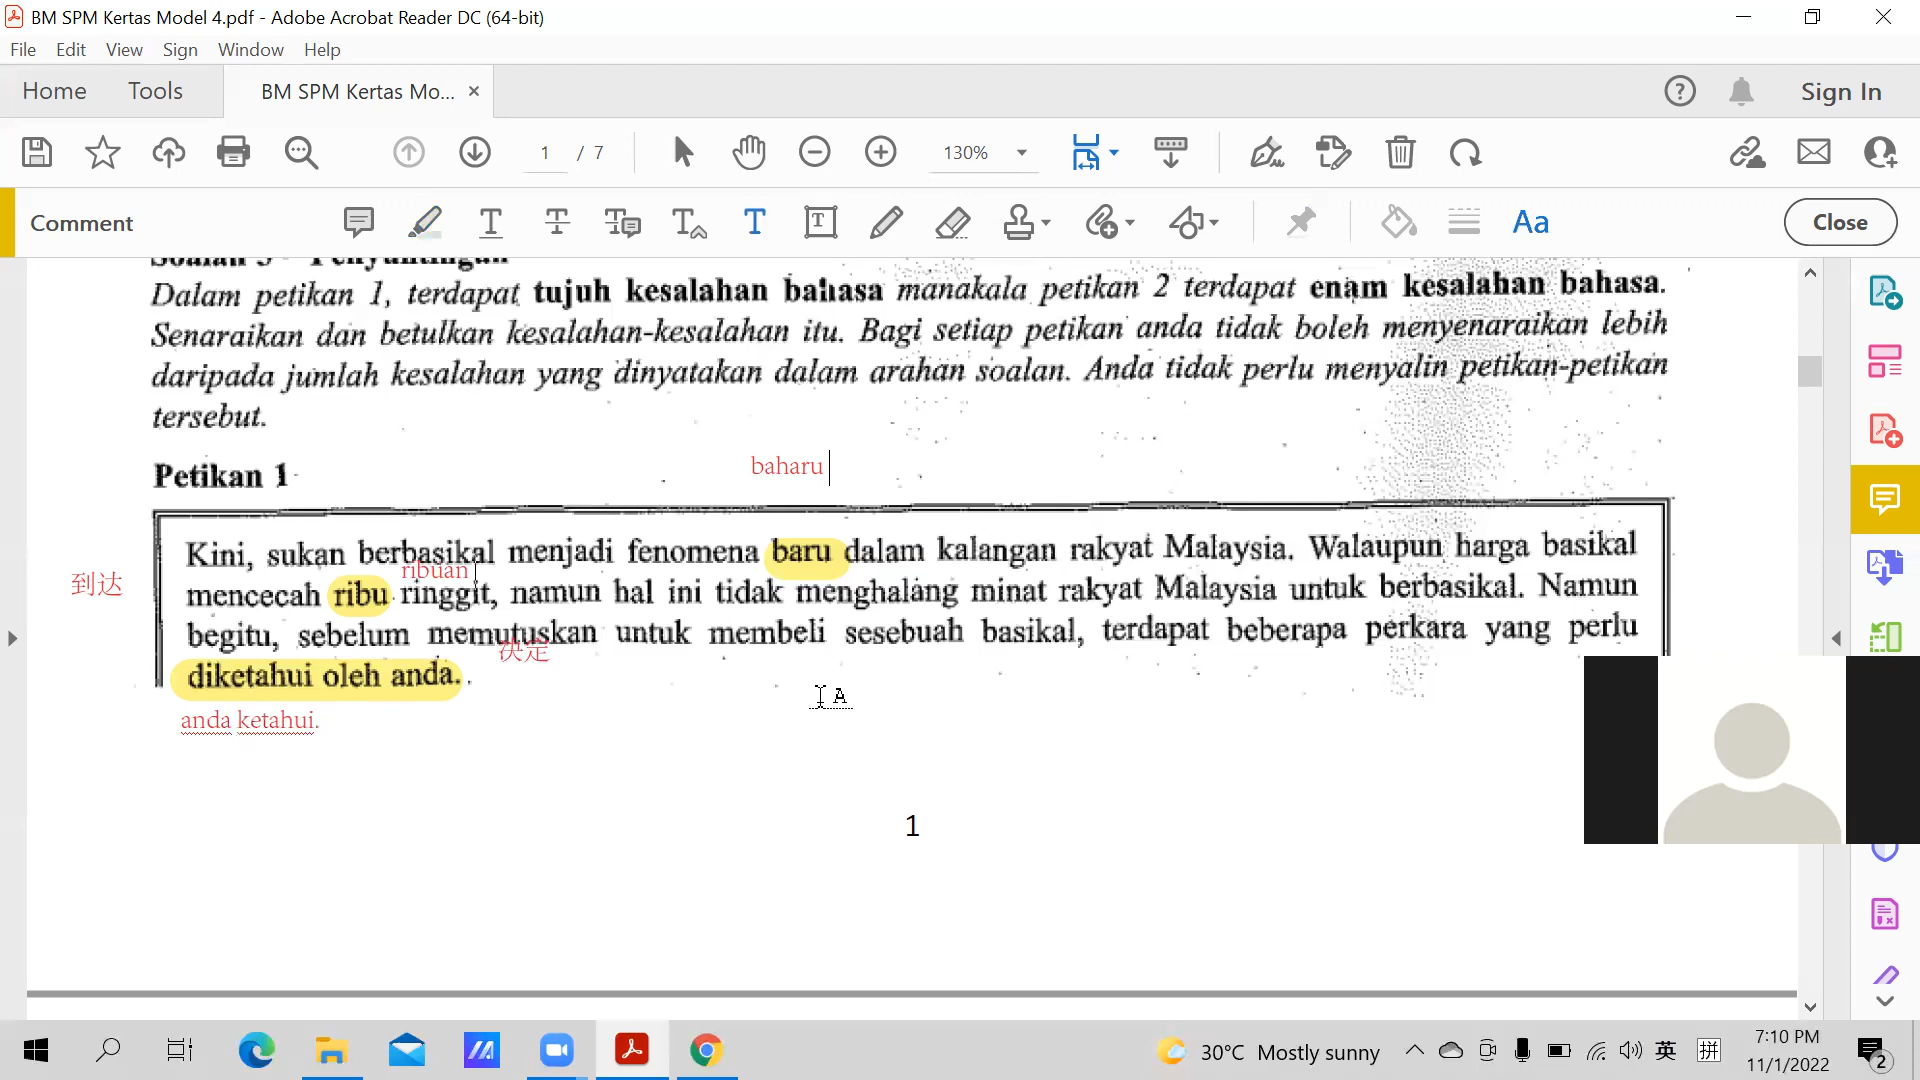 BM SPM Kertas Model 4.pdf - Adobe Acrobat Reader DC (64-bit)
File Edit View Sign Window Help
Home Tools BM SPM Kertas Mo... × Sign In
1 / 7 130%
Comment Aa Close
Soalan 3 - Penyuntingan
Dalam petikan 1, terdapat tujuh kesalahan bahasa manakala petikan 2 terdapat enam kesalahan bahasa.
Senaraikan dan betulkan kesalahan-kesalahan itu. Bagi setiap petikan anda tidak boleh menyenaraikan lebih
daripada jumlah kesalahan yang dinyatakan dalam arahan soalan. Anda tidak perlu menyalin petikan-petikan
tersebut.
baharu
Petikan 1
Kini, sukan berbasikal menjadi fenomena baru dalam kalangan rakyat Malaysia. Walaupun harga basikal
ribuan
到达
mencecah ribu ringgit, namun hal ini tidak menghalang minat rakyat Malaysia untuk berbasikal. Namun
begitu, sebelum memutuskan untuk membeli sesebuah basikal, terdapat beberapa perkara yang perlu
决定
diketahui oleh anda.
anda ketahui.
1
30°C Mostly sunny 英 拼 7:10 PM
11/1/2022 2